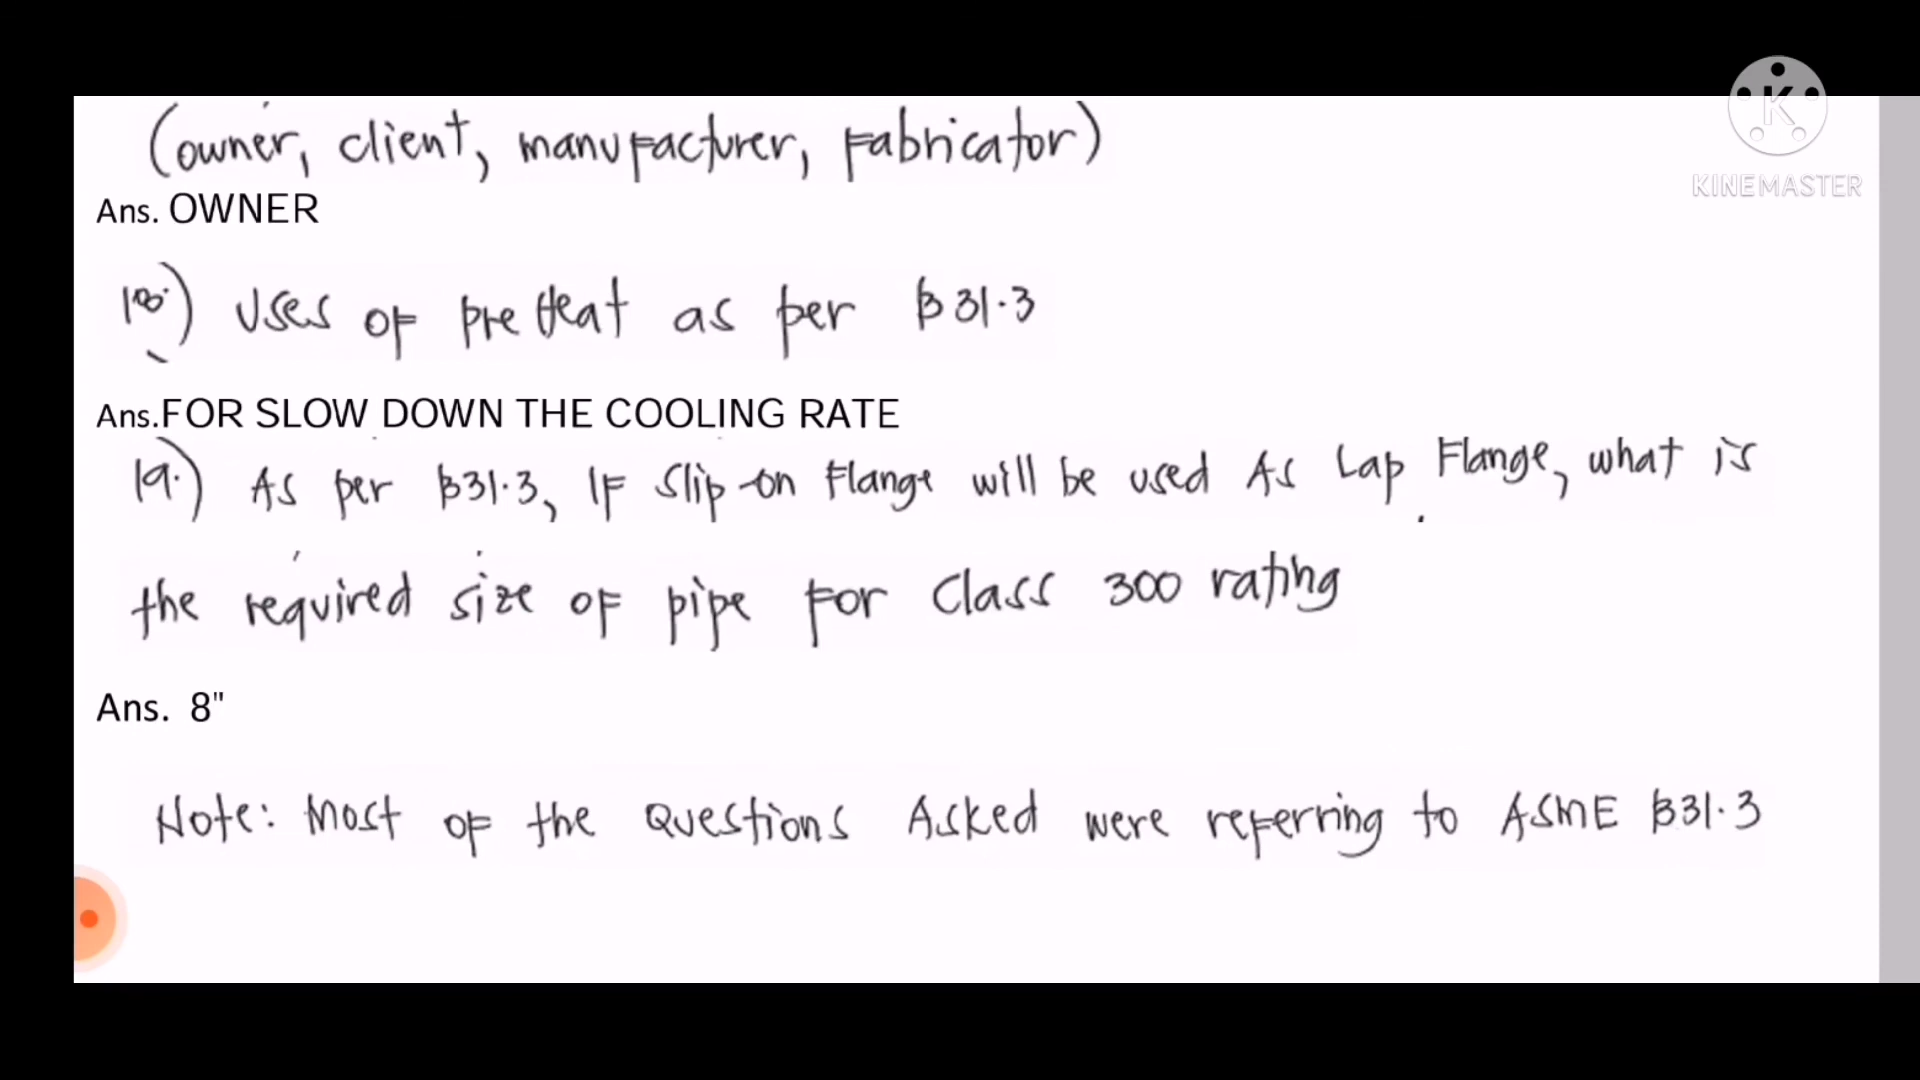 (owner, client, manufacturer, fabricator)
K
KINEMASTER
Ans. OWNER
18.) Uses of preHeat as per B31.3
Ans.FOR SLOW DOWN THE COOLING RATE
19.) As per B31.3, IF Slip-on Flange will be used As Lap Flange, what is
the required size of pipe for Class 300 rating
Ans. 8"
Note: Most of the Questions Asked were referring to ASME B31.3